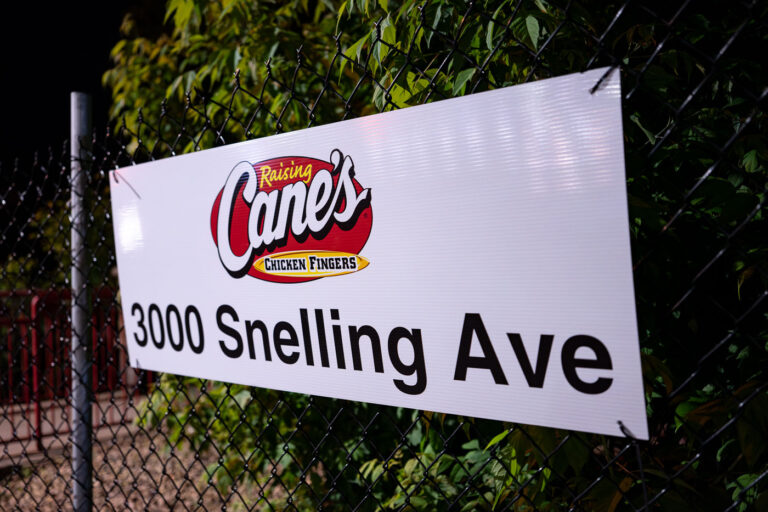 Raising
Cane's
CHICKEN FINGERS
3000 Snelling Ave